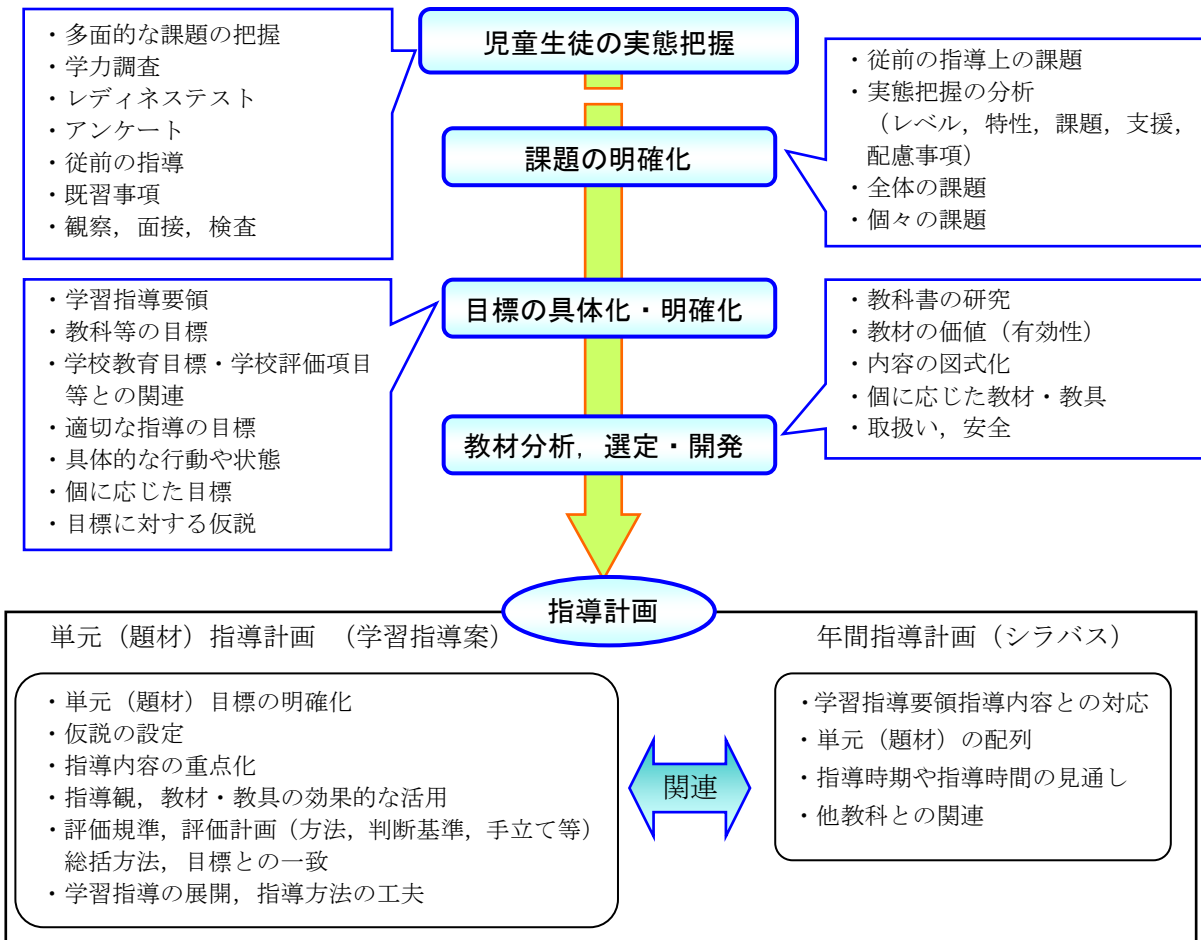 児童生徒の実態把握
・多面的な課題の把握
・学力調査
・レディネステスト
・アンケート
・従前の指導
・既習事項
・観察，面接，検査
課題の明確化
・従前の指導上の課題
・実態把握の分析
（レベル，特性，課題，支援，
配慮事項）
・全体の課題
・個々の課題
目標の具体化・明確化
・学習指導要領
・教科等の目標
・学校教育目標・学校評価項目
等との関連
・適切な指導の目標
・具体的な行動や状態
・個に応じた目標
・目標に対する仮説
教材分析，選定・開発
・教科書の研究
・教材の価値（有効性）
・内容の図式化
・個に応じた教材・教具
・取扱い，安全
指導計画
単元（題材）指導計画　（学習指導案）
・単元（題材）目標の明確化
・仮説の設定
・指導内容の重点化
・指導観，教材・教具の効果的な活用
・評価規準，評価計画（方法，判断基準，手立て等）
総括方法，目標との一致
・学習指導の展開，指導方法の工夫
関連
年間指導計画（シラバス）
・学習指導要領指導内容との対応
・単元（題材）の配列
・指導時期や指導時間の見通し
・他教科との関連